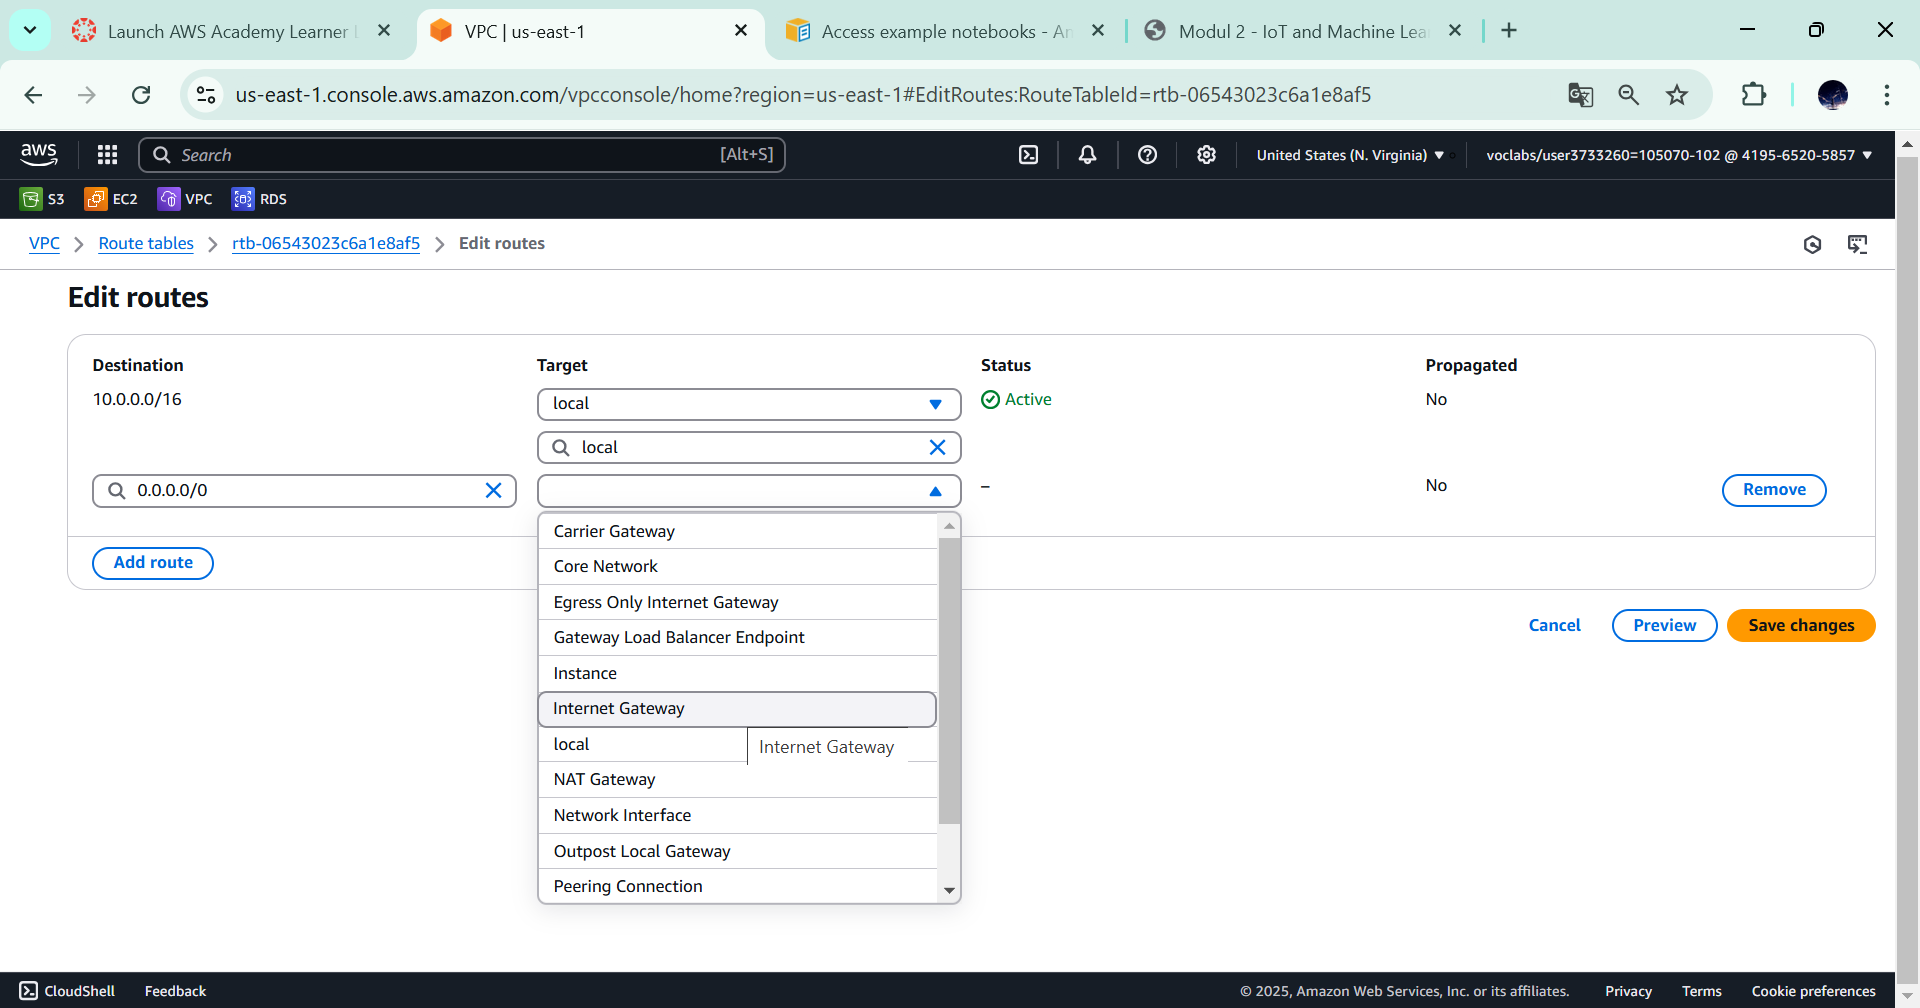 Launch AWS Academy Learner L
VPC | us-east-1
Access example notebooks - Am
Modul 2 - IoT and Machine Lear
us-east-1.console.aws.amazon.com/vpcconsole/home?region=us-east-1#EditRoutes:RouteTableId=rtb-06543023c6a1e8af5
aws
Search
[Alt+S]
United States (N. Virginia)
voclabs/user3733260=105070-102 @ 4195-6520-5857
S3
EC2
VPC
RDS
VPC
Route tables
rtb-06543023c6a1e8af5
Edit routes
Edit routes
Destination
Target
Status
Propagated
10.0.0.0/16
local
Active
No
local
0.0.0.0/0
–
No
Remove
Carrier Gateway
Core Network
Egress Only Internet Gateway
Gateway Load Balancer Endpoint
Instance
Internet Gateway
local
Internet Gateway
NAT Gateway
Network Interface
Outpost Local Gateway
Peering Connection
Add route
Cancel
Preview
Save changes
CloudShell
Feedback
© 2025, Amazon Web Services, Inc. or its affiliates.
Privacy
Terms
Cookie preferences